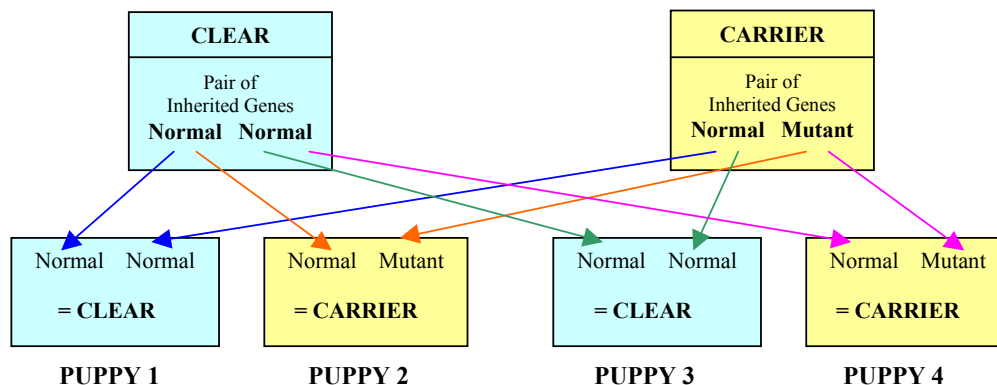 CLEAR
Pair of
Inherited Genes
Normal Normal
CARRIER
Pair of
Inherited Genes
Normal Mutant
Normal Normal
= CLEAR
Normal Mutant
= CARRIER
Normal Normal
= CLEAR
Normal Mutant
= CARRIER
PUPPY 1
PUPPY 2
PUPPY 3
PUPPY 4